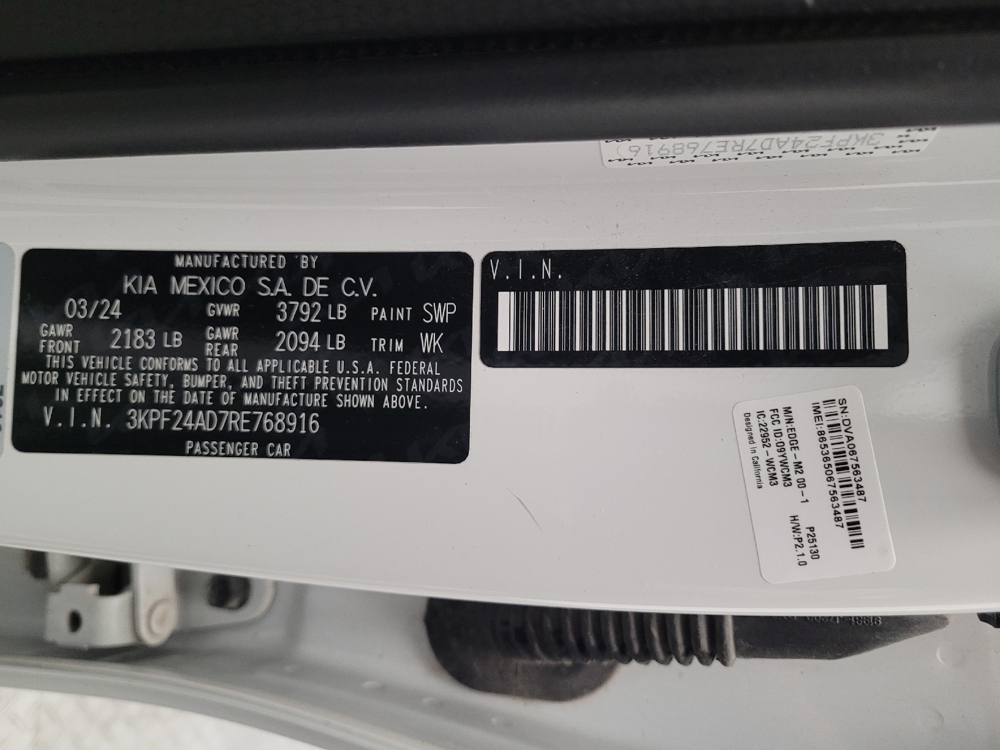 3KPF24AD7RE768916)
MANUFACTURED BY
KIA MEXICO S.A. DE C.V.
03/24 GVWR 3792 LB PAINT SWP
GAWR FRONT 2183 LB GAWR REAR 2094 LB TRIM WK
THIS VEHICLE CONFORMS TO ALL APPLICABLE U.S.A. FEDERAL
MOTOR VEHICLE SAFETY, BUMPER, AND THEFT PREVENTION STANDARDS
IN EFFECT ON THE DATE OF MANUFACTURE SHOWN ABOVE.
V.I.N. 3KPF24AD7RE768916
PASSENGER CAR
V.I.N.
SN:DVA067563487
IMEI:865365067563487
M/N:EDGE-M2 00-1 P25130
FCC ID:09YWCM3 H/W:P2.1.0
IC:22952-WCM3
Designed in California